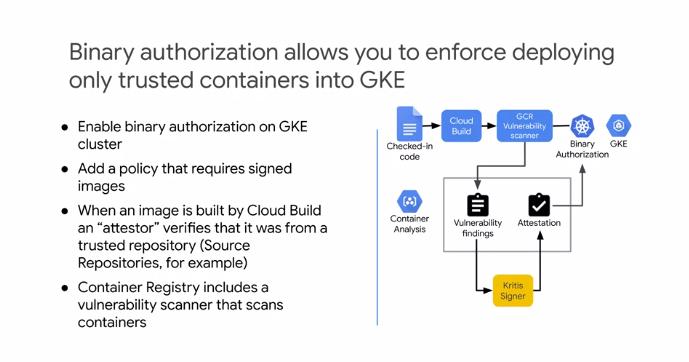 Binary authorization allows you to enforce deploying
only trusted containers into GKE
● Enable binary authorization on GKE
cluster
● Add a policy that requires signed
images
● When an image is built by Cloud Build
an “attestor” verifies that it was from a
trusted repository (Source
Repositories, for example)
● Container Registry includes a
vulnerability scanner that scans
containers
Checked-in
code
Cloud
Build
GCR
Vulnerability
scanner
Binary
Authorization
GKE
Container
Analysis
Vulnerability
findings
Attestation
Kritis
Signer